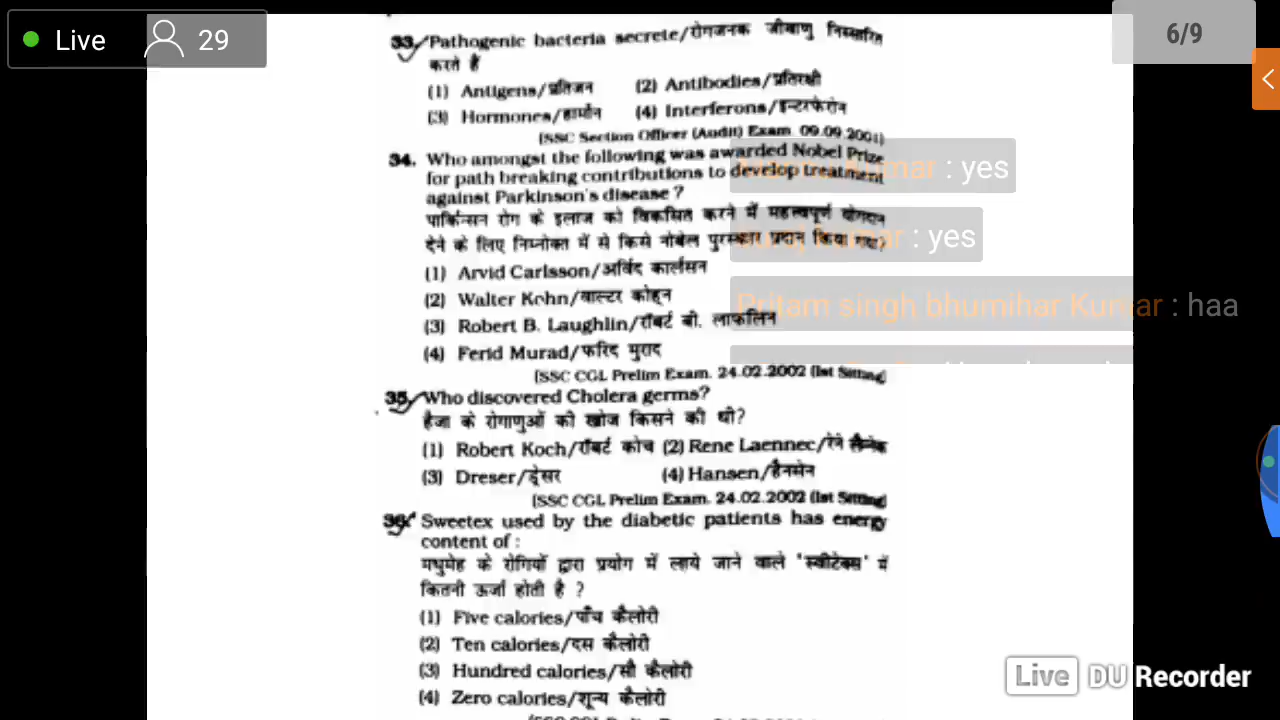 Live 29
6/9
33. Pathogenic bacteria secrete/रोगजनक जीवाणु निस्सारित
करते हैं
(1) Antigens/प्रतिजन (2) Antibodies/प्रतिरक्षी
(3) Hormones/हार्मोन (4) Interferons/इन्टरफेरोन
(SSC Section Officer (Audit) Exam. 09.09.2001)
34. Who amongst the following was awarded Nobel Prize
for path breaking contributions to develop treatment
against Parkinson's disease ?
पार्किन्सन रोग के इलाज को विकसित करने में महत्वपूर्ण योगदान
देने के लिए निम्नोक्त में से किसे नोबेल पुरस्कार प्रदान किया गया?
(1) Arvid Carlsson/अर्विद कार्लसन
(2) Walter Kohn/वाल्टर कोह्न
(3) Robert B. Laughlin/रॉबर्ट बी. लाफलिन
(4) Ferid Murad/फरिद मुराद
(SSC CGL Prelim Exam. 24.02.2002 (Ist Sitting)
Kumar : yes
kumar : yes
Pritam singh bhumihar Kumar : haa
35. Who discovered Cholera germs?
हैजा के रोगाणुओं की खोज किसने की थी?
(1) Robert Koch/रॉबर्ट कोच (2) Rene Laennec/रेने लैनेक
(3) Dreser/ड्रेसर (4) Hansen/हैनसेन
(SSC CGL Prelim Exam. 24.02.2002 (Ist Sitting)
36. Sweetex used by the diabetic patients has energy
content of :
मधुमेह के रोगियों द्वारा प्रयोग में लाये जाने वाले 'स्वीटेक्स' में
कितनी ऊर्जा होती है ?
(1) Five calories/पाँच कैलोरी
(2) Ten calories/दस कैलोरी
(3) Hundred calories/सौ कैलोरी
(4) Zero calories/शून्य कैलोरी
Live DU Recorder